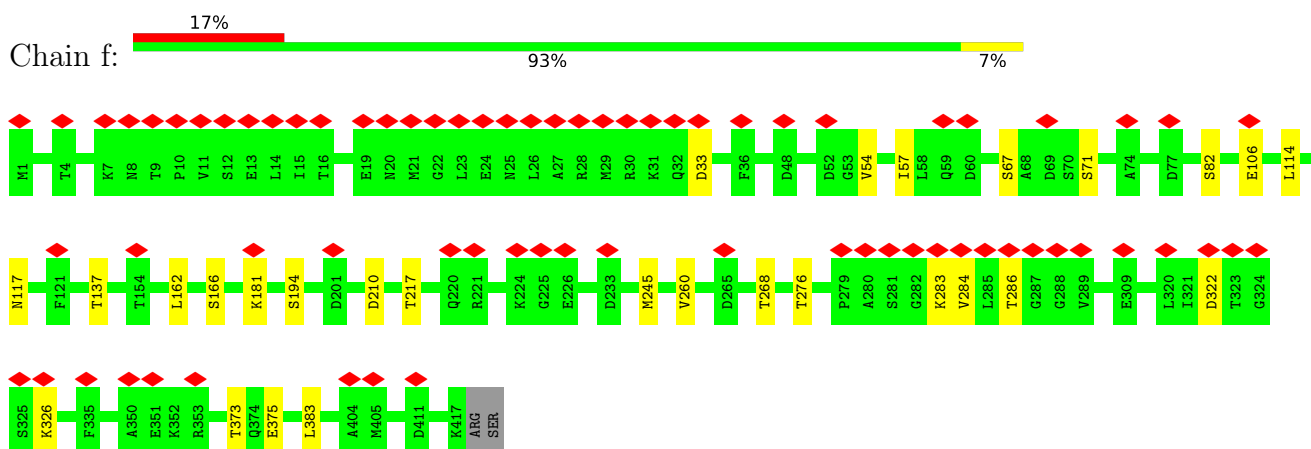 17%
Chain f:
93% 7%
M1 T4 K7 N8 T9 P10 V11 S12 E13 L14 I15 T16 E19 N20 M21 G22 L23 E24 N25 L26 A27 R28 M29 R30 K31 Q32 D33 F36 D48 D52 G53 V54 I57 L58 Q59 D60 S67 A68 D69 S70 S71 A74 D77 S82 E106 L114
N117 F121 T137 T154 L162 S166 K181 S194 D201 D210 T217 Q220 R221 K224 G225 E226 D233 M245 V260 D265 T268 T276 P279 A280 S281 G282 K283 V284 L285 T286 G287 G288 V289 E309 L320 I321 D322 T323 G324
S325 K326 F335 A350 E351 K352 R353 T373 Q374 E375 L383 A404 M405 D411 K417 ARG SER